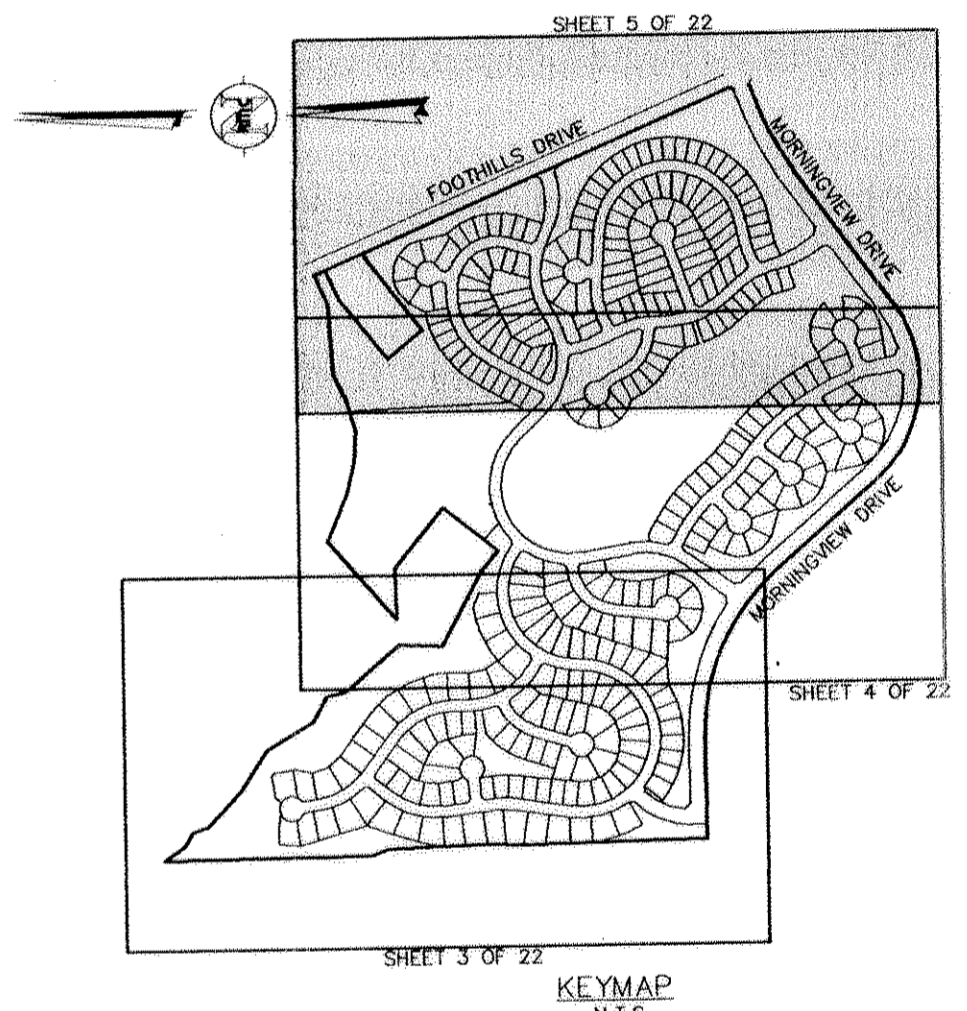 SHEET 5 OF 22
FOOTHILLS DRIVE
MORNINGVIEW DRIVE
MORNINGVIEW DRIVE
SHEET 4 OF 22
SHEET 3 OF 22
KEYMAP
N.T.S.